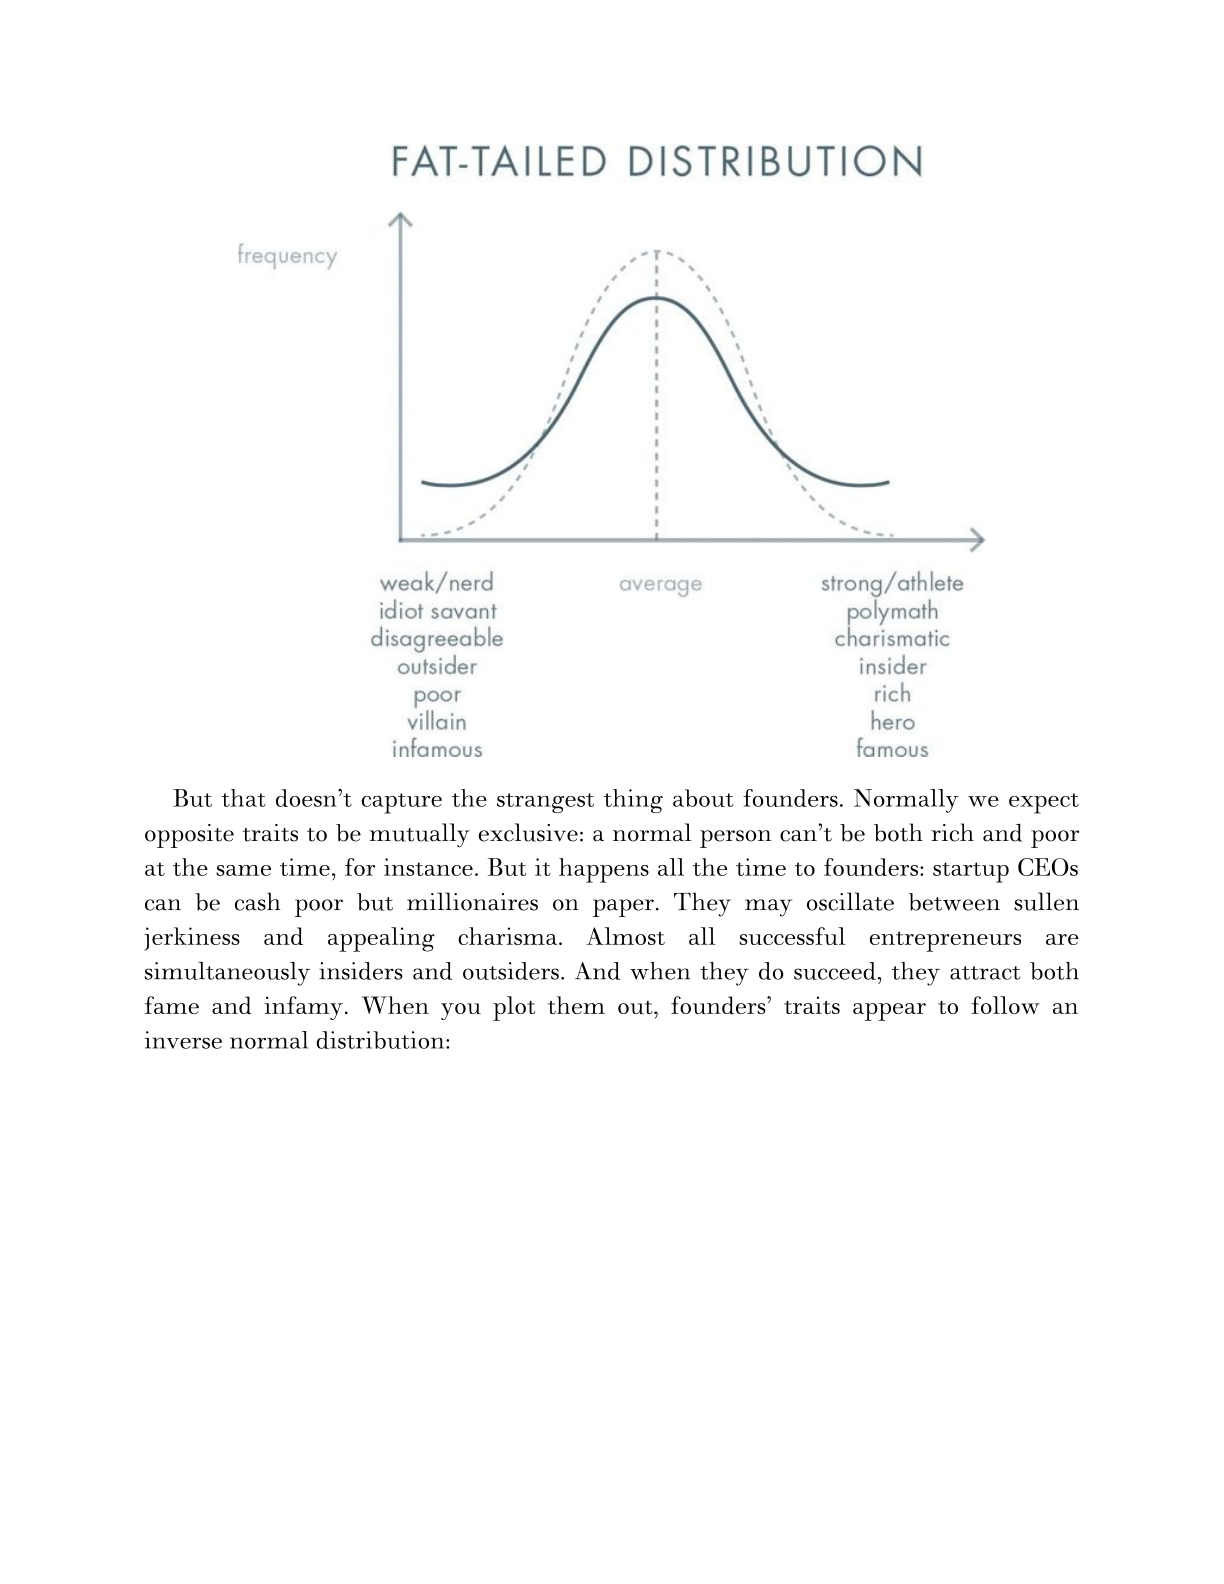 FAT-TAILED DISTRIBUTION
frequency
weak/nerd average strong/athlete
idiot savant polymath
disagreeable charismatic
outsider insider
poor rich
villain hero
infamous famous
But that doesn’t capture the strangest thing about founders. Normally we expect
opposite traits to be mutually exclusive: a normal person can’t be both rich and poor
at the same time, for instance. But it happens all the time to founders: startup CEOs
can be cash poor but millionaires on paper. They may oscillate between sullen
jerkiness and appealing charisma. Almost all successful entrepreneurs are
simultaneously insiders and outsiders. And when they do succeed, they attract both
fame and infamy. When you plot them out, founders’ traits appear to follow an
inverse normal distribution: